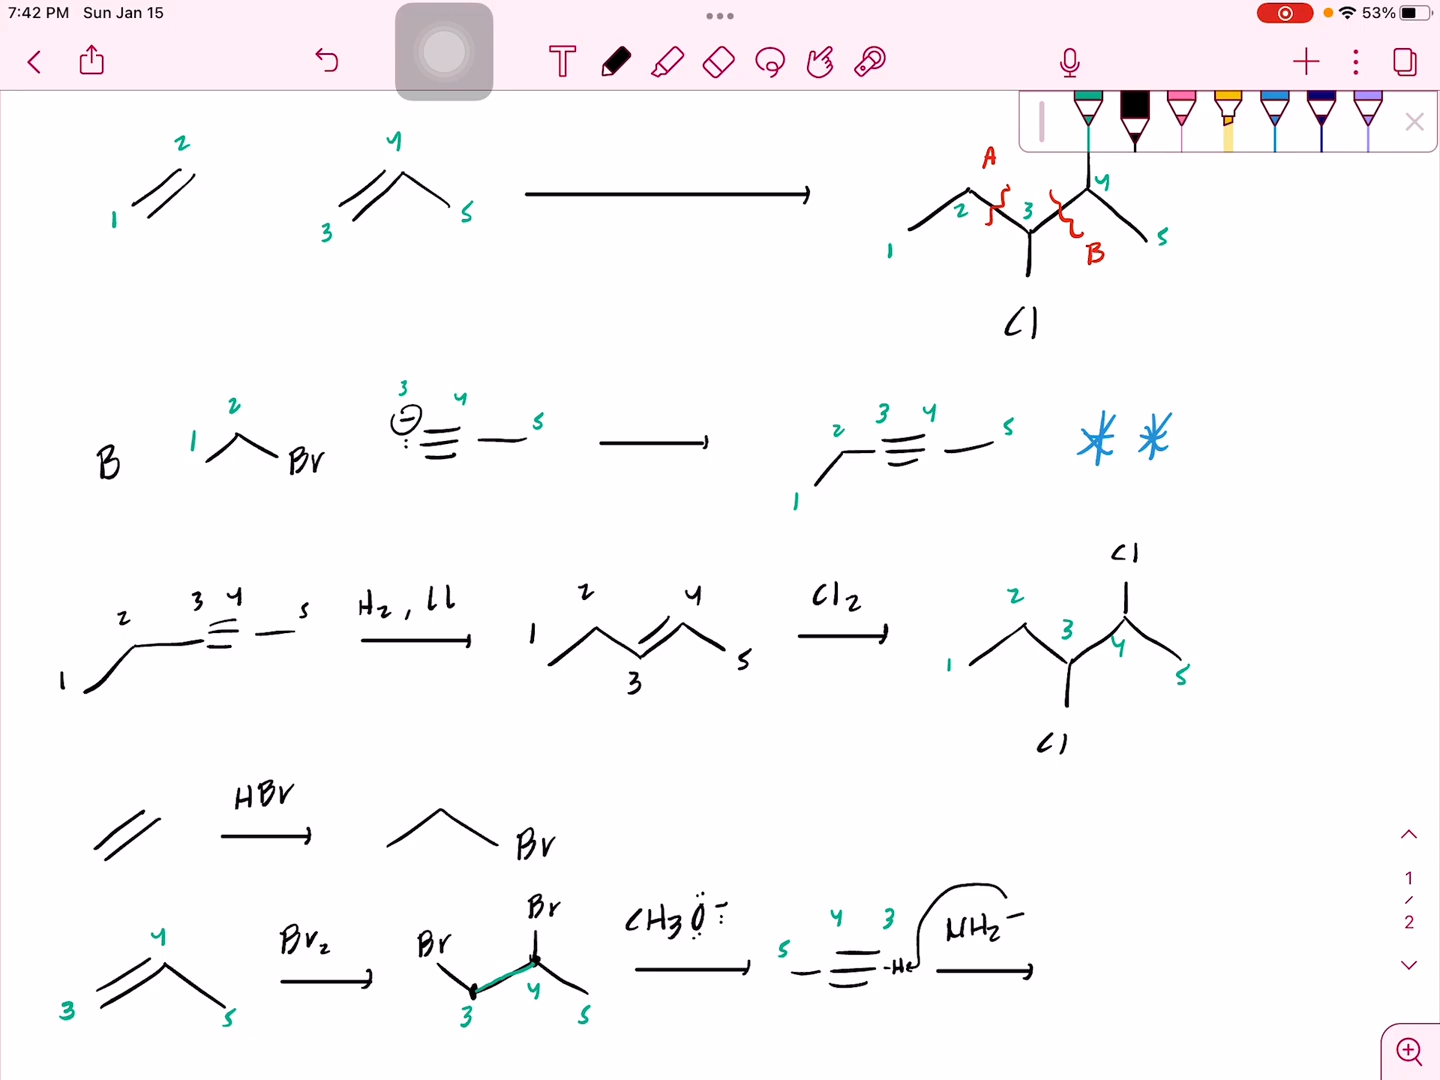 7:42 PM Sun Jan 15
53%
T
2 4
1 3 5
A
1 2 3 4 5
B
Cl
B
1 2 Br
3 4 5
⊖
:
1 2 3 4 5
* *
1 2 3 4 5
H2, LL
1 2 3 4 5
Cl2
Cl
1 2 3 4 5
Cl
HBr
Br
3 4 5
Br2
Br Br
3 4 5
CH3O:-
5 4 3
-H
NH2-
1
2